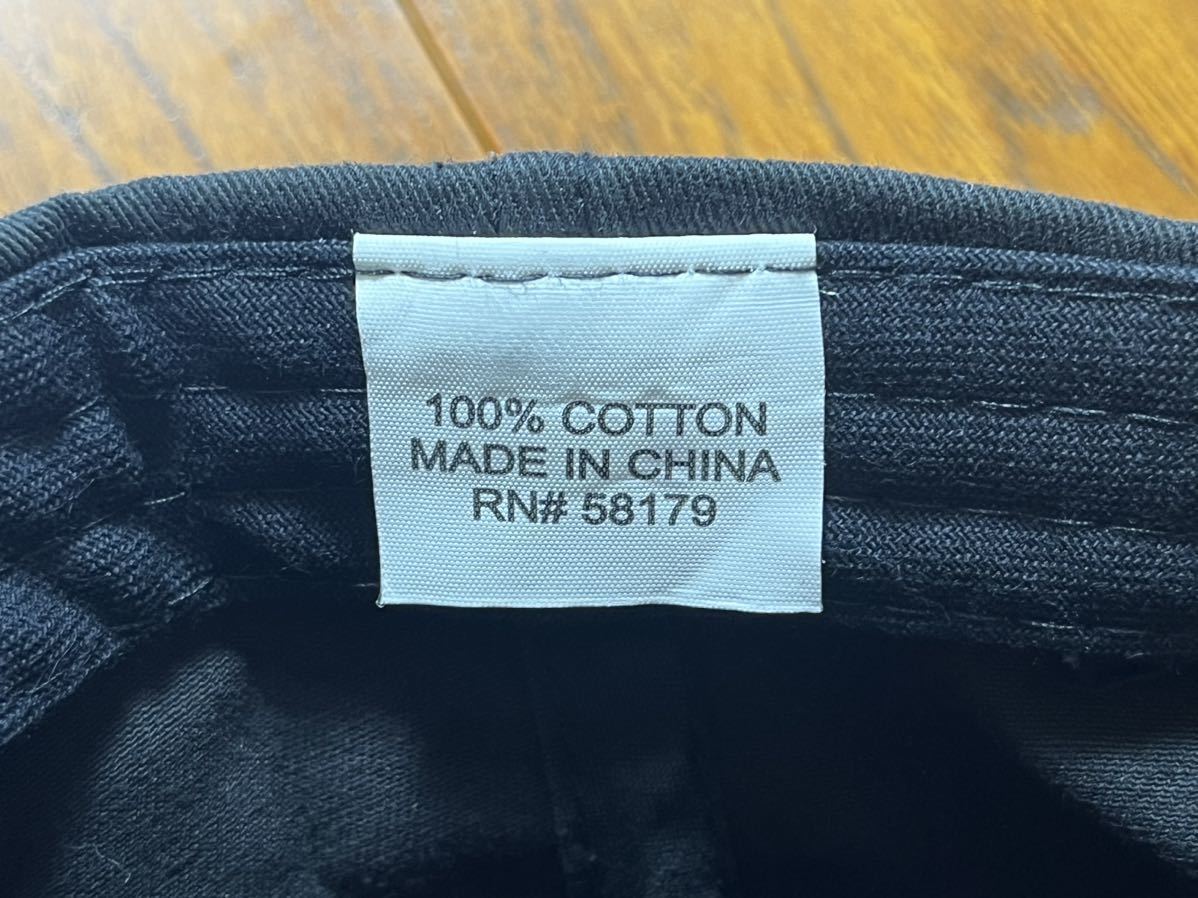 100% COTTON
MADE IN CHINA
RN# 58179